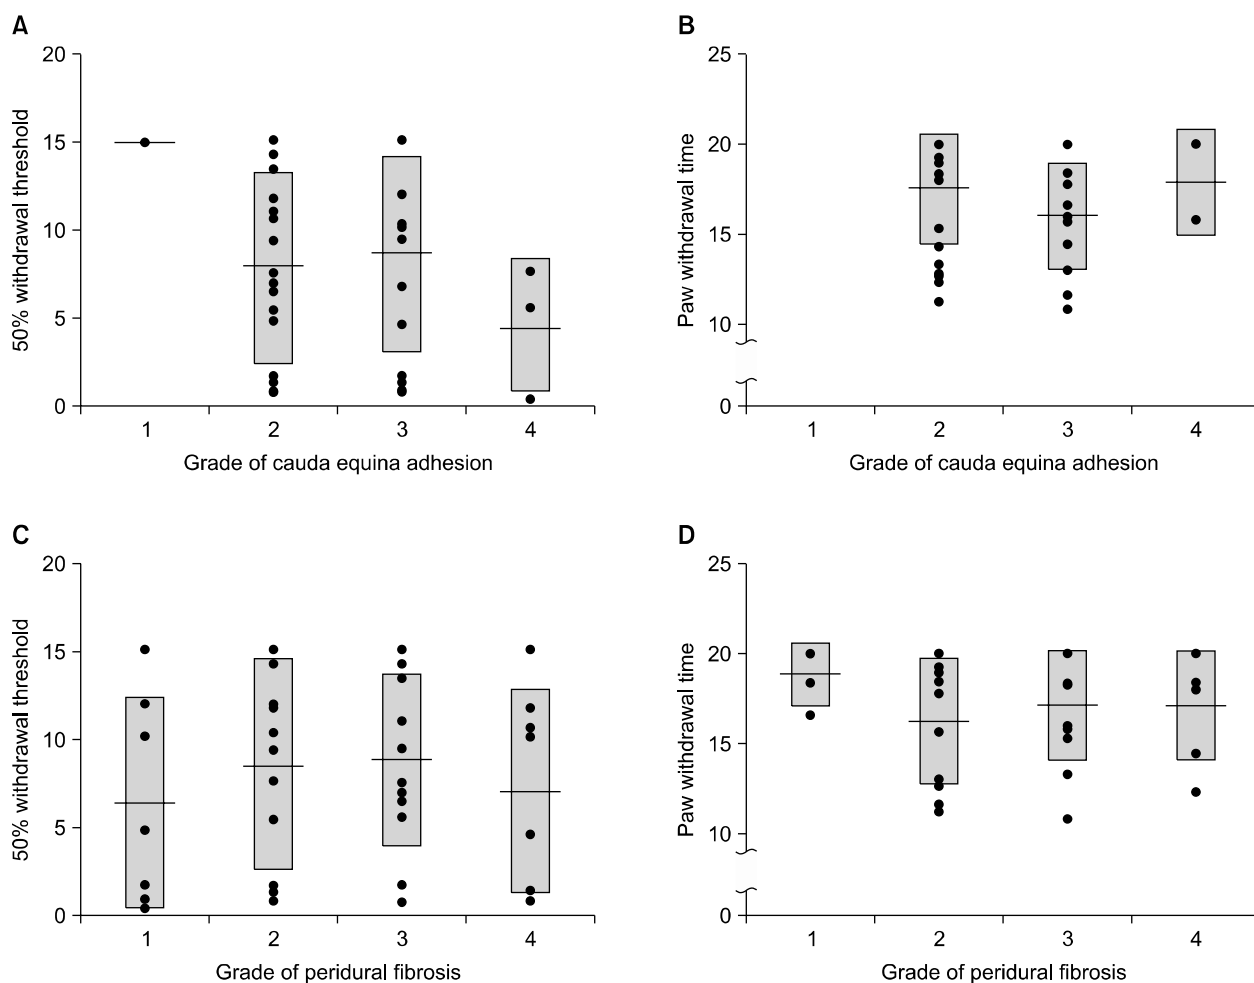 A
20
15
10
5
0
50% withdrawal threshold
1 2 3 4
Grade of cauda equina adhesion
B
25
20
15
10
0
Paw withdrawal time
1 2 3 4
Grade of cauda equina adhesion
C
20
15
10
5
0
50% withdrawal threshold
1 2 3 4
Grade of peridural fibrosis
D
25
20
15
10
0
Paw withdrawal time
1 2 3 4
Grade of peridural fibrosis